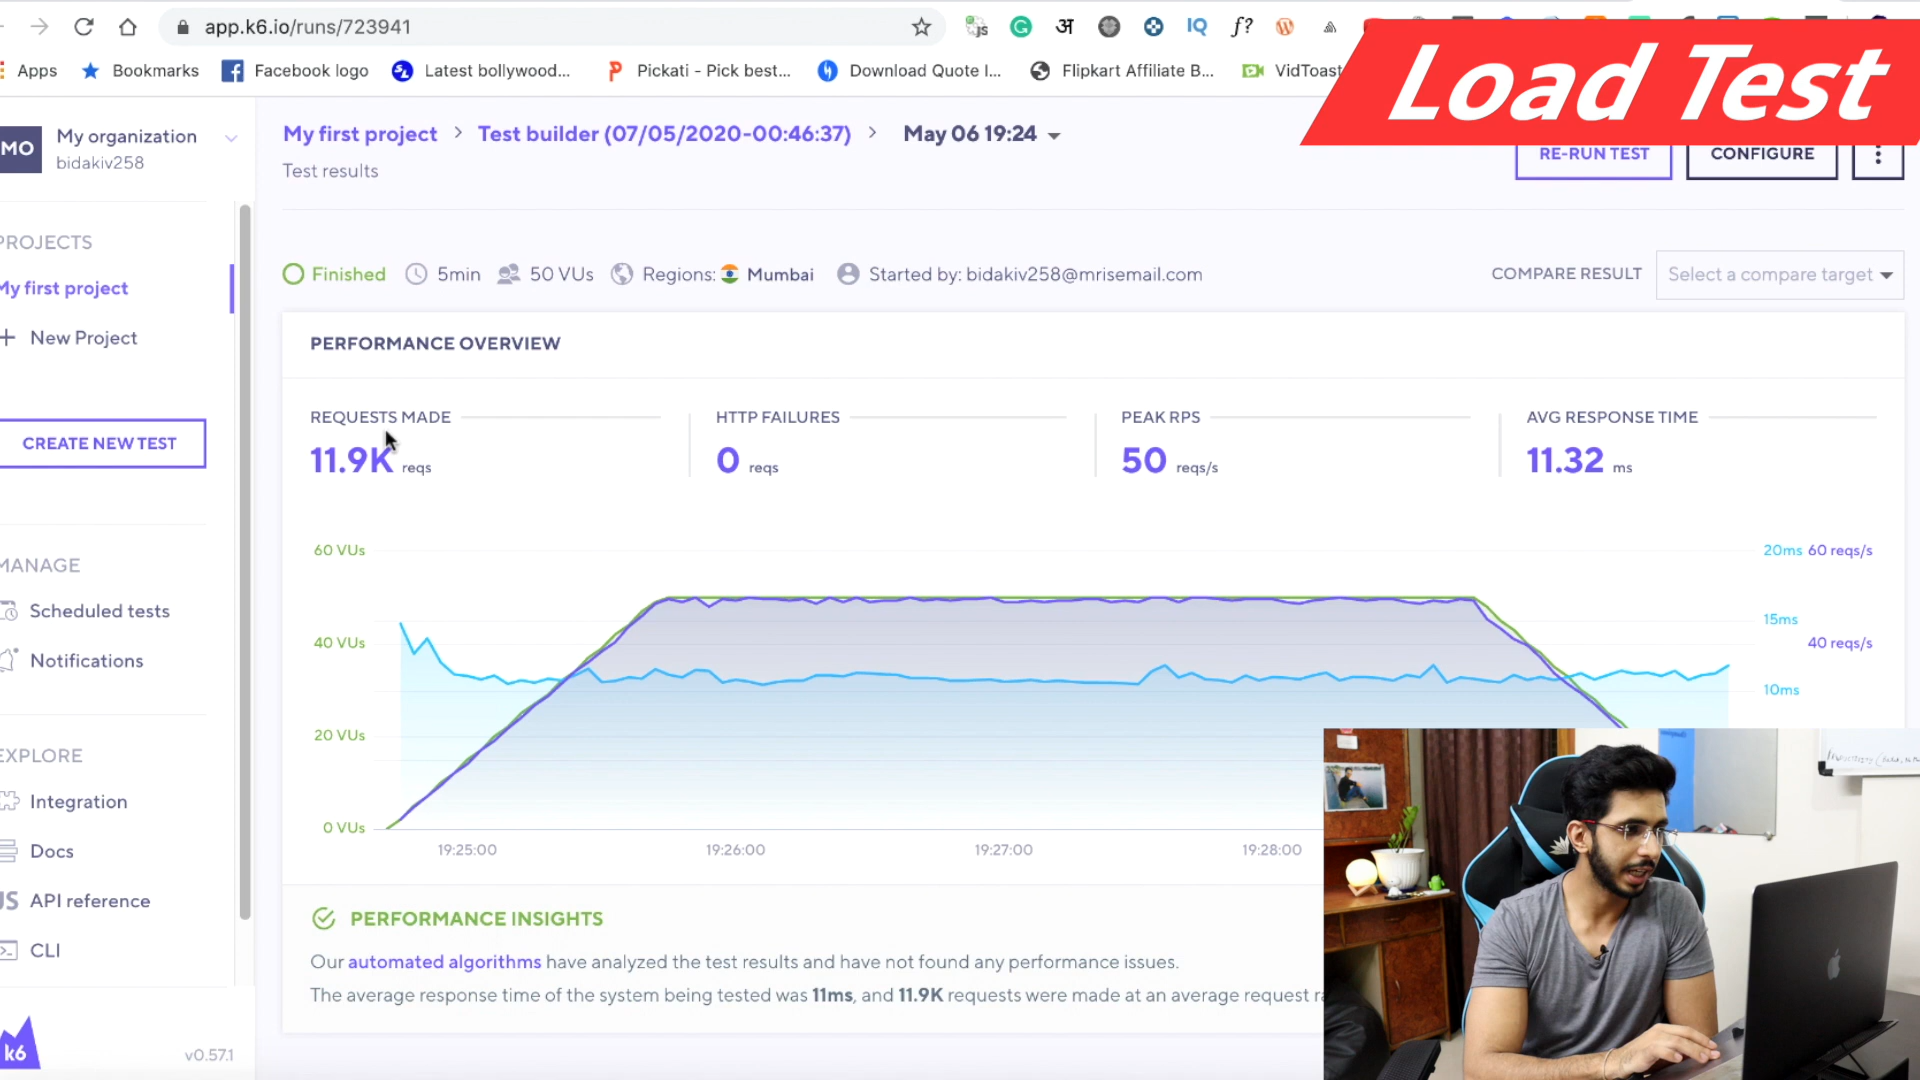 app.k6.io/runs/723941
JS
अ
IQ
f?
Load Test
Apps
Bookmarks
Facebook logo
Latest bollywood...
Pickati - Pick best...
Download Quote I...
Flipkart Affiliate B...
VidToast
MO
My organization
bidakiv258
My first project > Test builder (07/05/2020-00:46:37) > May 06 19:24
Test results
RE-RUN TEST
CONFIGURE
PROJECTS
My first project
+ New Project
CREATE NEW TEST
MANAGE
Scheduled tests
Notifications
EXPLORE
Integration
Docs
JS API reference
CLI
k6
v0.57.1
Finished
5min
50 VUs
Regions: Mumbai
Started by: bidakiv258@mrisemail.com
COMPARE RESULT
Select a compare target
PERFORMANCE OVERVIEW
REQUESTS MADE
11.9K reqs
HTTP FAILURES
0 reqs
PEAK RPS
50 reqs/s
AVG RESPONSE TIME
11.32 ms
60 VUs
40 VUs
20 VUs
0 VUs
20ms 60 reqs/s
15ms
40 reqs/s
10ms
19:25:00
19:26:00
19:27:00
19:28:00
PERFORMANCE INSIGHTS
Our automated algorithms have analyzed the test results and have not found any performance issues.
The average response time of the system being tested was 11ms, and 11.9K requests were made at an average request